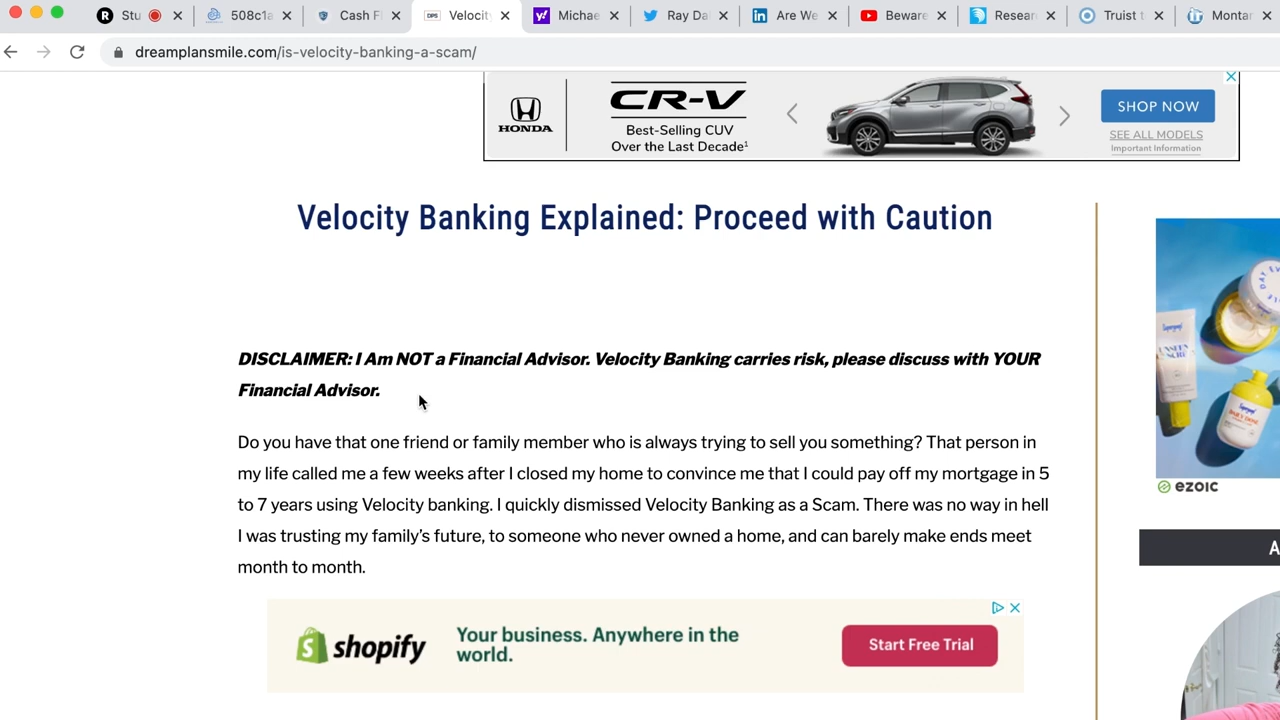 Stu
508c1a
Cash F
Velocity
Michae
Ray Da
Are We
Beware
Resear
Truist t
Montar
dreamplansmile.com/is-velocity-banking-a-scam/
HONDA
CR-V
Best-Selling CUV
Over the Last Decade¹
SHOP NOW
SEE ALL MODELS
Important Information
Velocity Banking Explained: Proceed with Caution
DISCLAIMER: I Am NOT a Financial Advisor. Velocity Banking carries risk, please discuss with YOUR
Financial Advisor.
Do you have that one friend or family member who is always trying to sell you something? That person in
my life called me a few weeks after I closed my home to convince me that I could pay off my mortgage in 5
to 7 years using Velocity banking. I quickly dismissed Velocity Banking as a Scam. There was no way in hell
I was trusting my family's future, to someone who never owned a home, and can barely make ends meet
month to month.
ezoic
A
shopify
Your business. Anywhere in the
world.
Start Free Trial